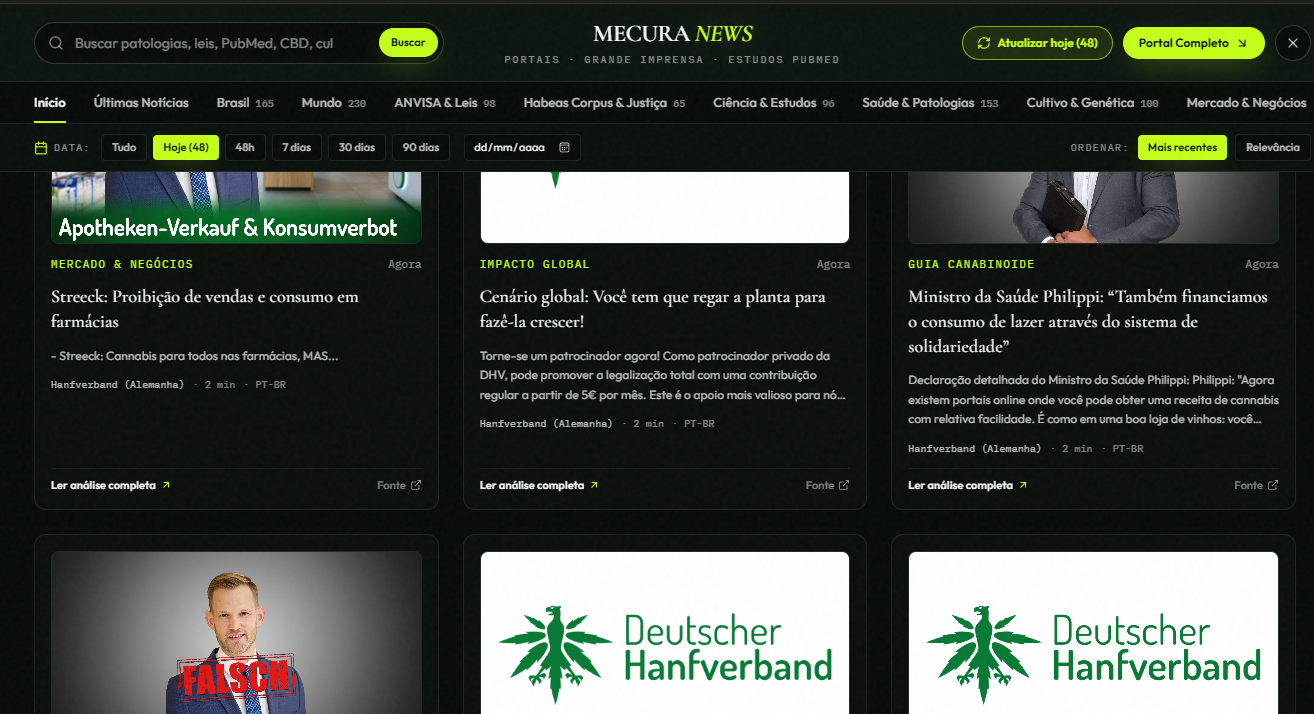 Buscar patologias, leis, PubMed, CBD, cul
Buscar
MECURA NEWS
PORTAIS · GRANDE IMPRENSA · ESTUDOS PUBMED
Atualizar hoje (48)
Portal Completo
Início
Últimas Notícias
Brasil 165
Mundo 230
ANVISA & Leis 98
Habeas Corpus & Justiça 65
Ciência & Estudos 96
Saúde & Patologias 153
Cultivo & Genética 100
Mercado & Negócios
DATA:
Tudo
Hoje (48)
48h
7 dias
30 dias
90 dias
dd/mm/aaaa
ORDENAR:
Mais recentes
Relevância
Apotheken-Verkauf & Konsumverbot
MERCADO & NEGÓCIOS
Agora
Streeck: Proibição de vendas e consumo em
farmácias
- Streeck: Cannabis para todos nas farmácias, MAS...
Hanfverband (Alemanha) · 2 min · PT-BR
Ler análise completa
Fonte
IMPACTO GLOBAL
Agora
Cenário global: Você tem que regar a planta para
fazê-la crescer!
Torne-se um patrocinador agora! Como patrocinador privado da
DHV, pode promover a legalização total com uma contribuição
regular a partir de 5€ por mês. Este é o apoio mais valioso para nó...
Hanfverband (Alemanha) · 2 min · PT-BR
Ler análise completa
Fonte
GUIA CANABINOIDE
Agora
Ministro da Saúde Philippi: “Também financiamos
o consumo de lazer através do sistema de
solidariedade”
Declaração detalhada do Ministro da Saúde Philippi: Philippi: "Agora
existem portais online onde você pode obter uma receita de cannabis
com relativa facilidade. É como em uma boa loja de vinhos: você...
Hanfverband (Alemanha) · 2 min · PT-BR
Ler análise completa
Fonte
FALSCH
Deutscher
Hanfverband
Deutscher
Hanfverband